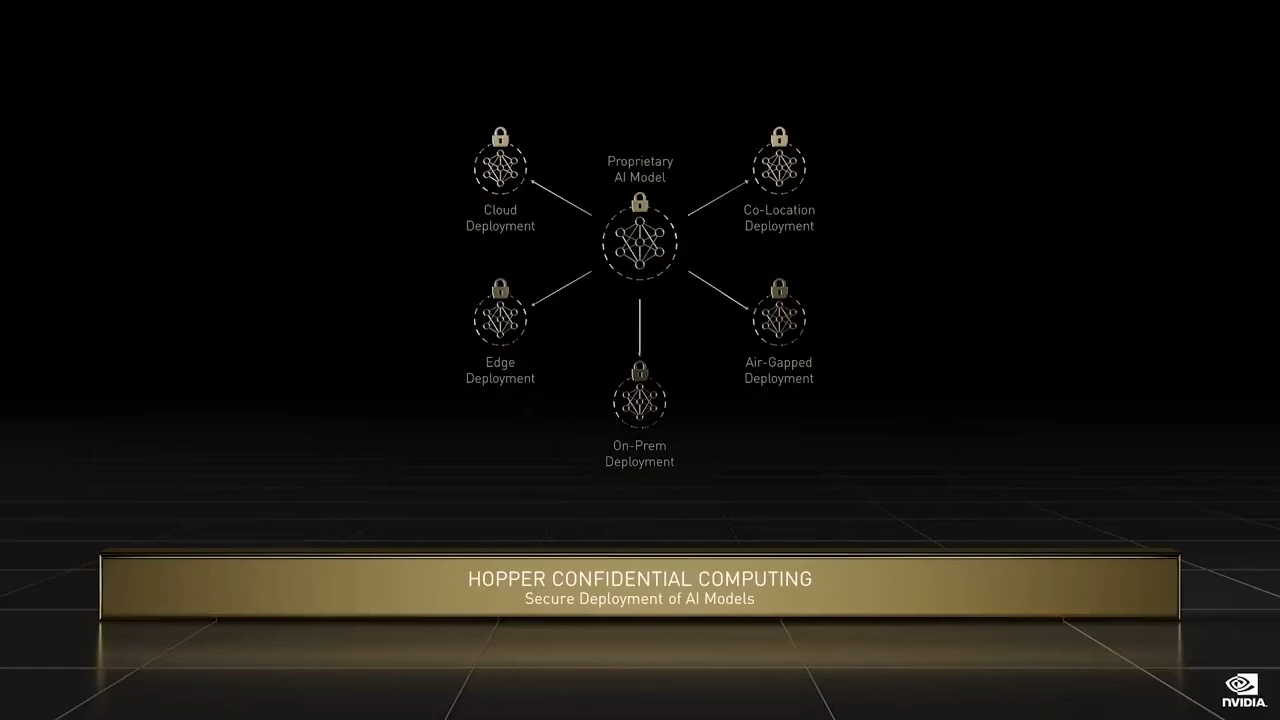 Proprietary
AI Model
Cloud
Deployment
Co-Location
Deployment
Edge
Deployment
Air-Gapped
Deployment
On-Prem
Deployment
HOPPER CONFIDENTIAL COMPUTING
Secure Deployment of AI Models
NVIDIA.